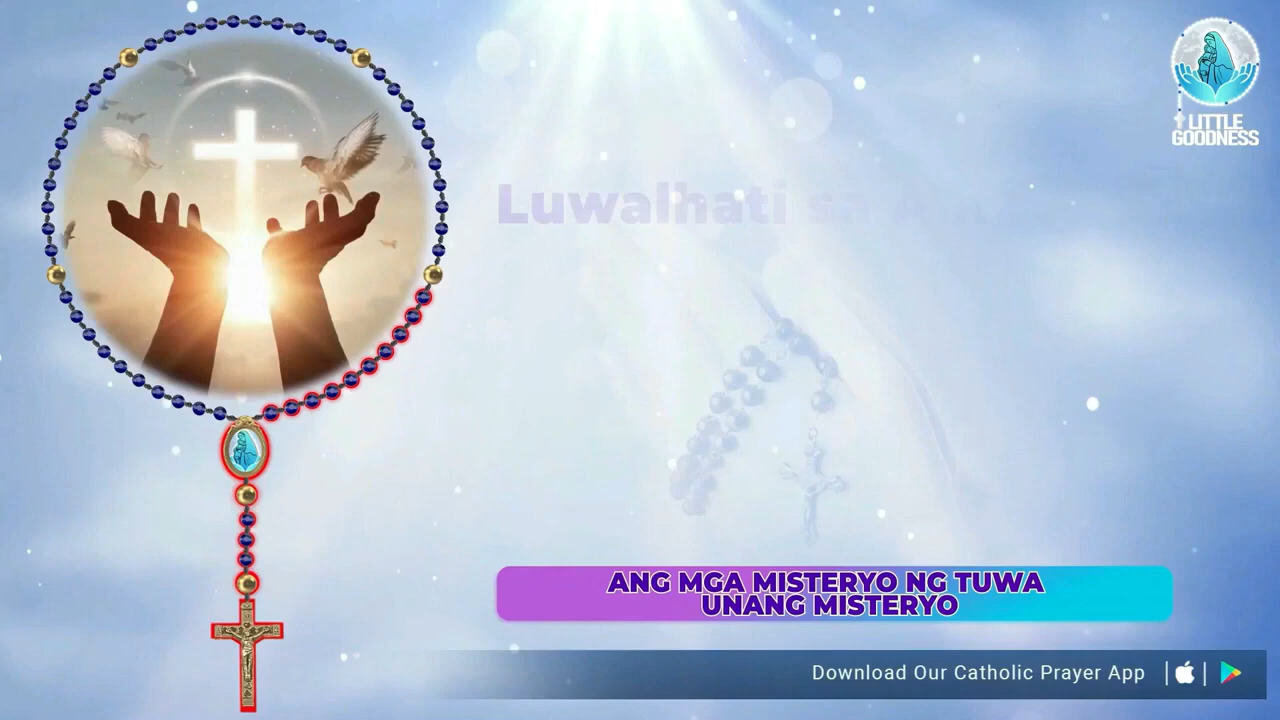 LITTLE
GOODNESS
Luwalhati
ANG MGA MISTERYO NG TUWA
UNANG MISTERYO
Download Our Catholic Prayer App